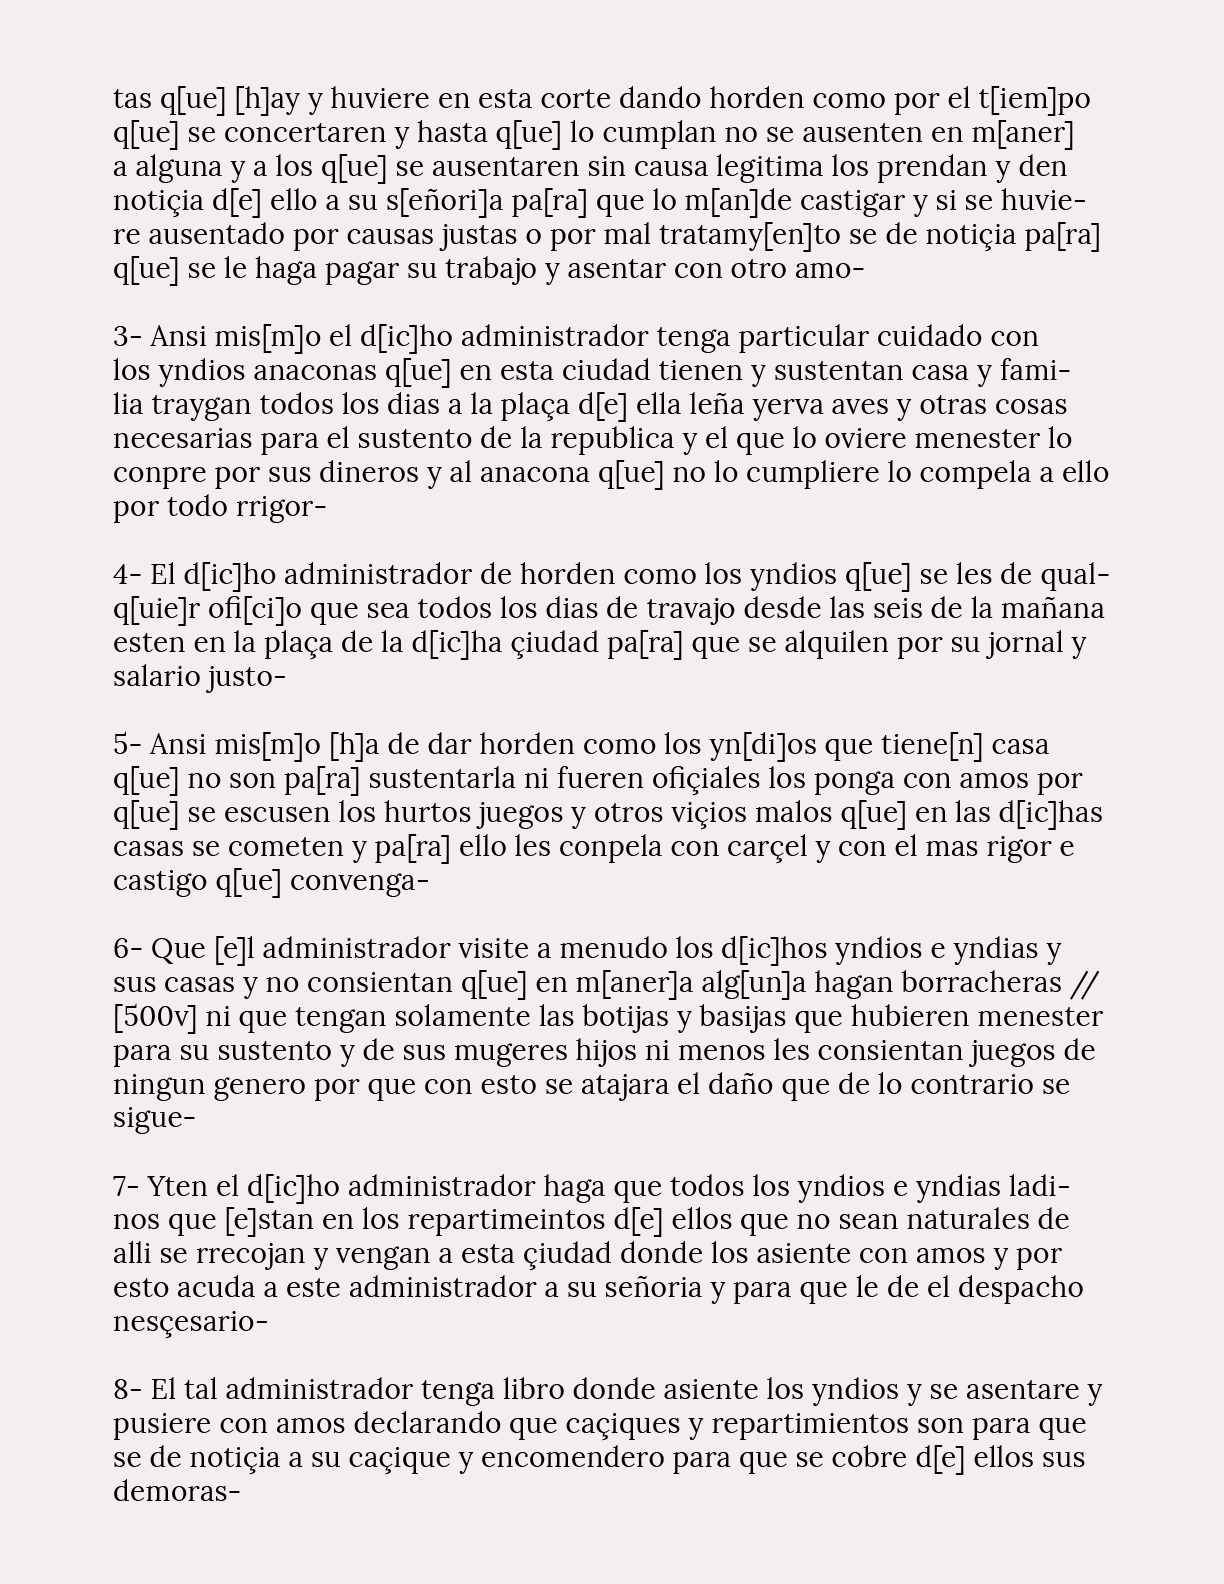 tas q[ue] [h]ay y huviere en esta corte dando horden como por el t[iem]po
q[ue] se concertaren y hasta q[ue] lo cumplan no se ausenten en m[aner]
a alguna y a los q[ue] se ausentaren sin causa legitima los prendan y den
notiçia d[e] ello a su s[eñori]a pa[ra] que lo m[an]de castigar y si se huvie-
re ausentado por causas justas o por mal tratamy[en]to se de notiçia pa[ra]
q[ue] se le haga pagar su trabajo y asentar con otro amo-
3- Ansi mis[m]o el d[ic]ho administrador tenga particular cuidado con
los yndios anaconas q[ue] en esta ciudad tienen y sustentan casa y fami-
lia traygan todos los dias a la plaça d[e] ella leña yerva aves y otras cosas
necesarias para el sustento de la republica y el que lo oviere menester lo
conpre por sus dineros y al anacona q[ue] no lo cumpliere lo compela a ello
por todo rrigor-
4- El d[ic]ho administrador de horden como los yndios q[ue] se les de qual-
q[uie]r ofi[ci]o que sea todos los dias de travajo desde las seis de la mañana
esten en la plaça de la d[ic]ha çiudad pa[ra] que se alquilen por su jornal y
salario justo-
5- Ansi mis[m]o [h]a de dar horden como los yn[di]os que tiene[n] casa
q[ue] no son pa[ra] sustentarla ni fueren ofiçiales los ponga con amos por
q[ue] se escusen los hurtos juegos y otros viçios malos q[ue] en las d[ic]has
casas se cometen y pa[ra] ello les conpela con carçel y con el mas rigor e
castigo q[ue] convenga-
6- Que [e]l administrador visite a menudo los d[ic]hos yndios e yndias y
sus casas y no consientan q[ue] en m[aner]a alg[un]a hagan borracheras //
[500v] ni que tengan solamente las botijas y basijas que hubieren menester
para su sustento y de sus mugeres hijos ni menos les consientan juegos de
ningun genero por que con esto se atajara el daño que de lo contrario se
sigue-
7- Yten el d[ic]ho administrador haga que todos los yndios e yndias ladi-
nos que [e]stan en los repartimeintos d[e] ellos que no sean naturales de
alli se rrecojan y vengan a esta çiudad donde los asiente con amos y por
esto acuda a este administrador a su señoria y para que le de el despacho
nesçesario-
8- El tal administrador tenga libro donde asiente los yndios y se asentare y
pusiere con amos declarando que caçiques y repartimientos son para que
se de notiçia a su caçique y encomendero para que se cobre d[e] ellos sus
demoras-